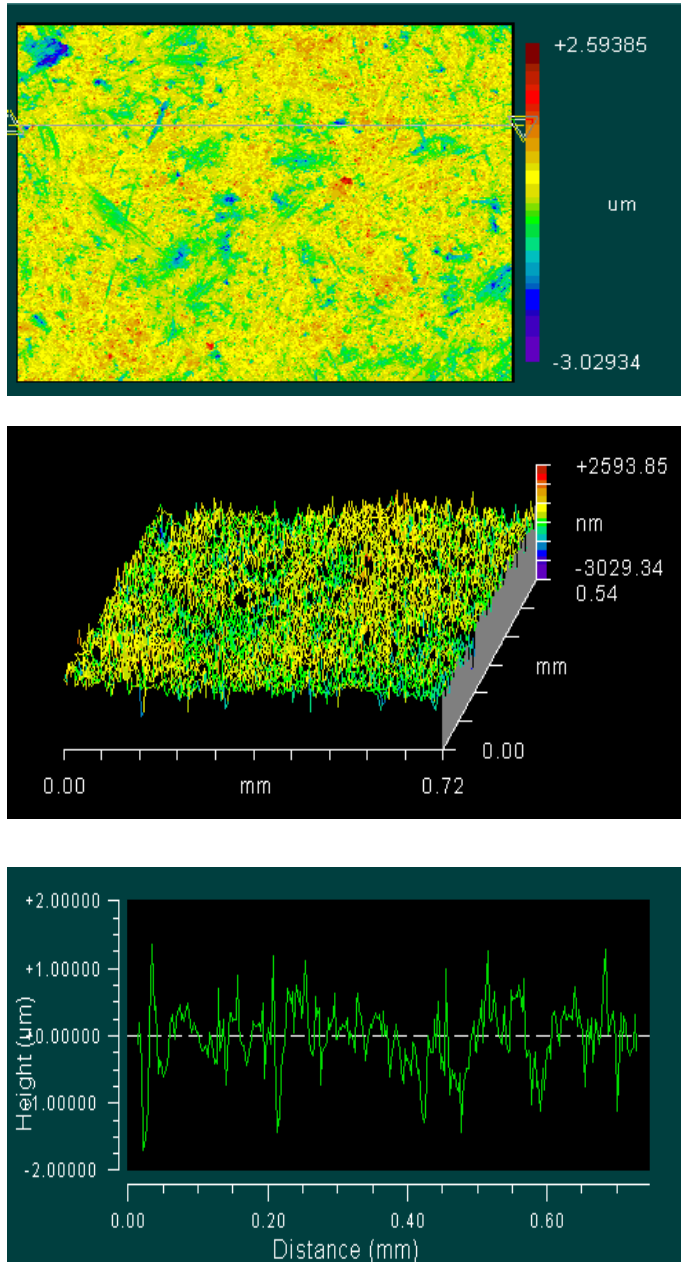 +2.59385
um
-3.02934
+2593.85
nm
-3029.34
0.54
mm
0.00
0.00 mm 0.72
+2.00000
+1.00000
+0.00000
-1.00000
-2.00000
Height (um)
0.00 0.20 0.40 0.60
Distance (mm)